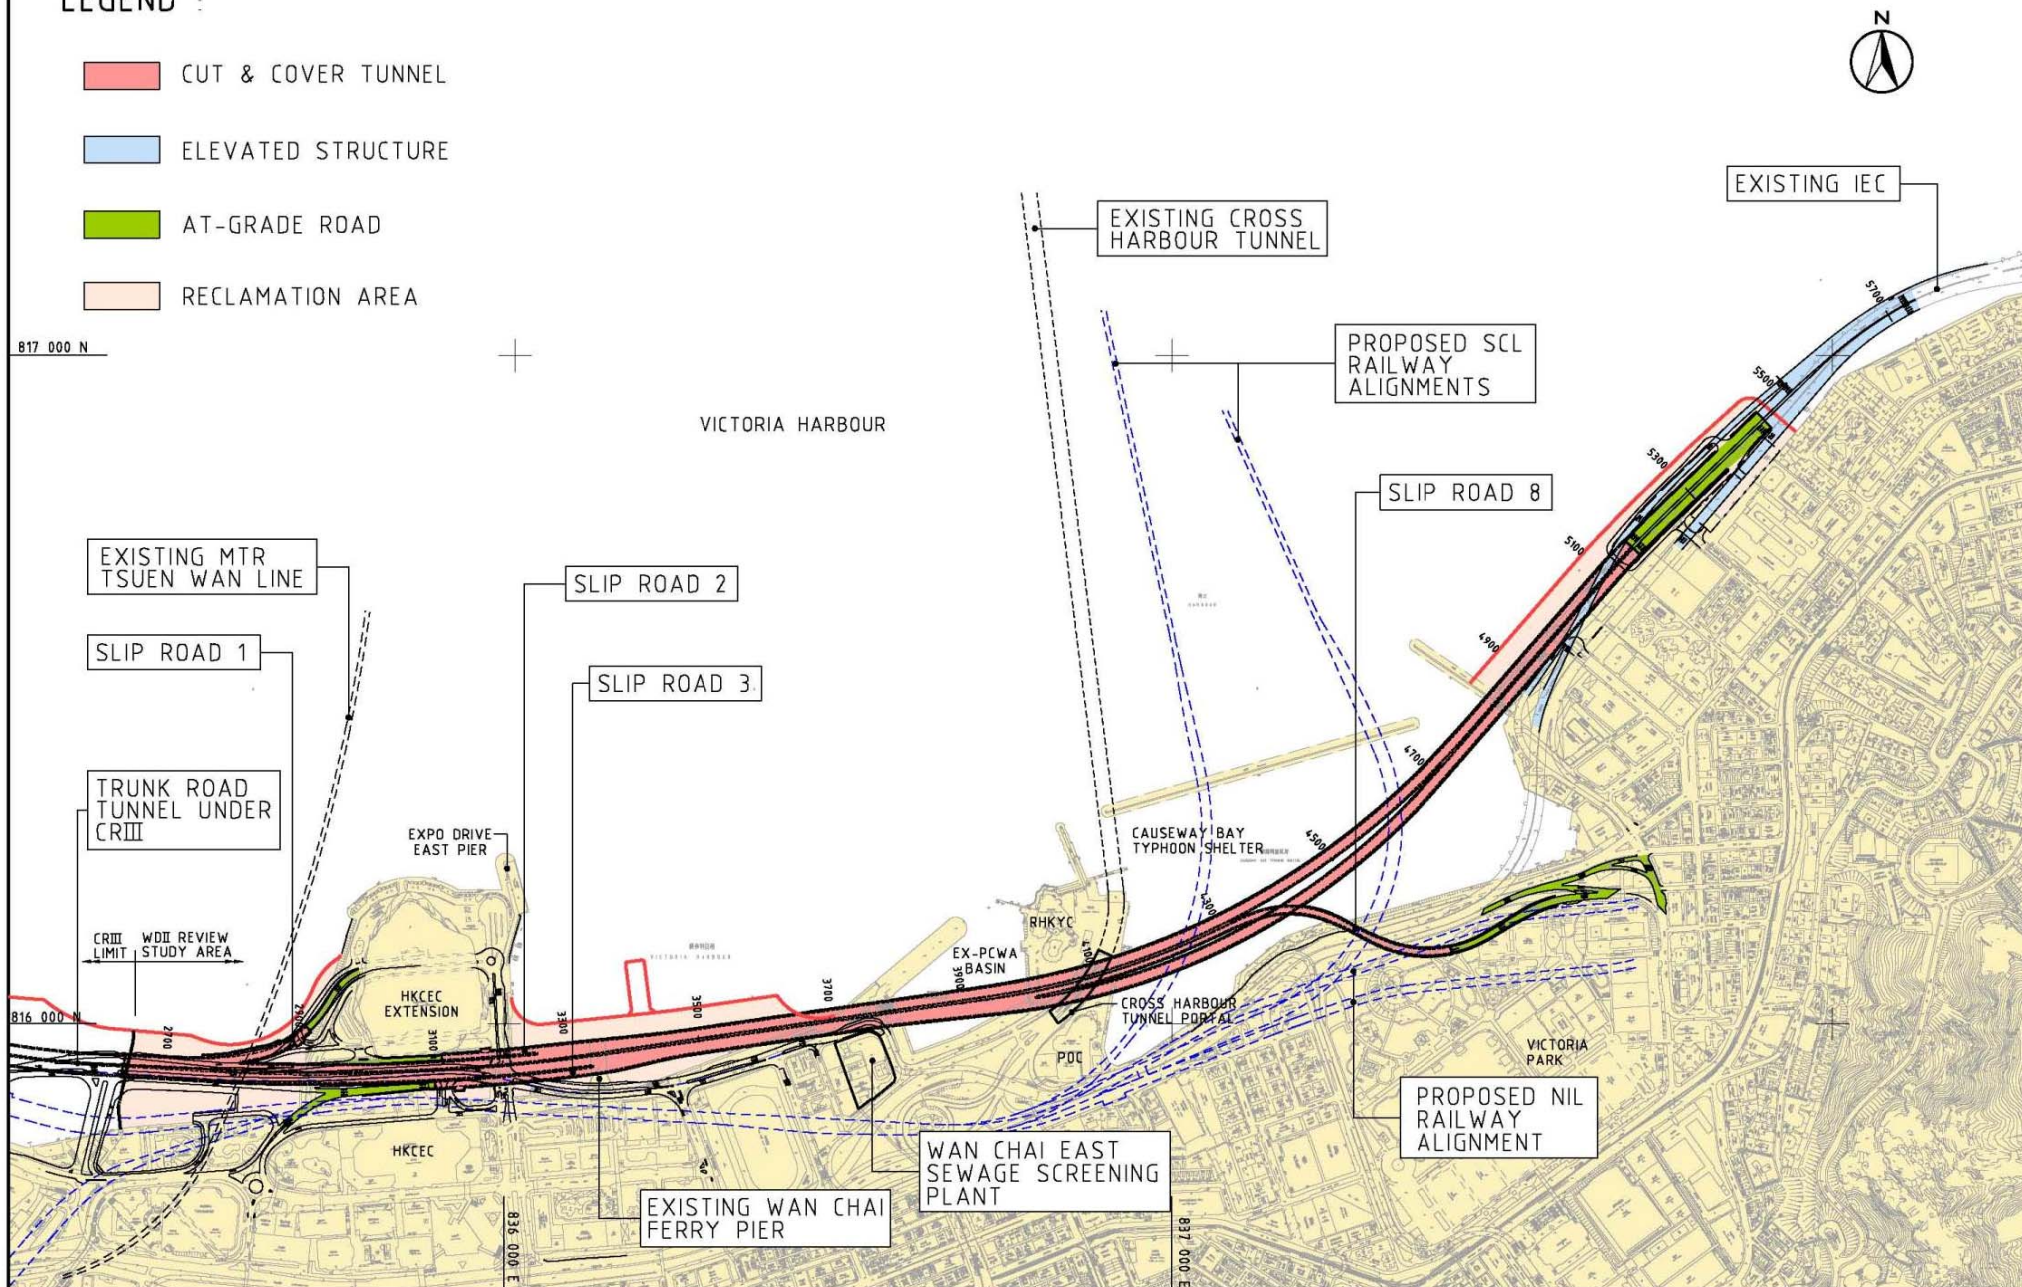 LEGEND :
CUT & COVER TUNNEL
ELEVATED STRUCTURE
AT-GRADE ROAD
RECLAMATION AREA
N
EXISTING IEC
EXISTING CROSS
HARBOUR TUNNEL
817 000 N
VICTORIA HARBOUR
PROPOSED SCL
RAILWAY
ALIGNMENTS
5700
5500
5300
5100
4900
4700
4500
4300
4100
3900
3700
3500
3300
3100
2900
2700
SLIP ROAD 8
EXISTING MTR
TSUEN WAN LINE
SLIP ROAD 2
SLIP ROAD 1
SLIP ROAD 3
TRUNK ROAD
TUNNEL UNDER
CRIII
EXPO DRIVE
EAST PIER
CAUSEWAY BAY
TYPHOON SHELTER
CRIII
LIMIT
WDII REVIEW
STUDY AREA
RHKYC
EX-PCWA
BASIN
VICTORIA HARBOUR
HKCEC
EXTENSION
816 000 N
CROSS HARBOUR
TUNNEL PORTAL
POC
VICTORIA
PARK
HKCEC
PROPOSED NIL
RAILWAY
ALIGNMENT
WAN CHAI EAST
SEWAGE SCREENING
PLANT
EXISTING WAN CHAI
FERRY PIER
836 000 E
837 000 E